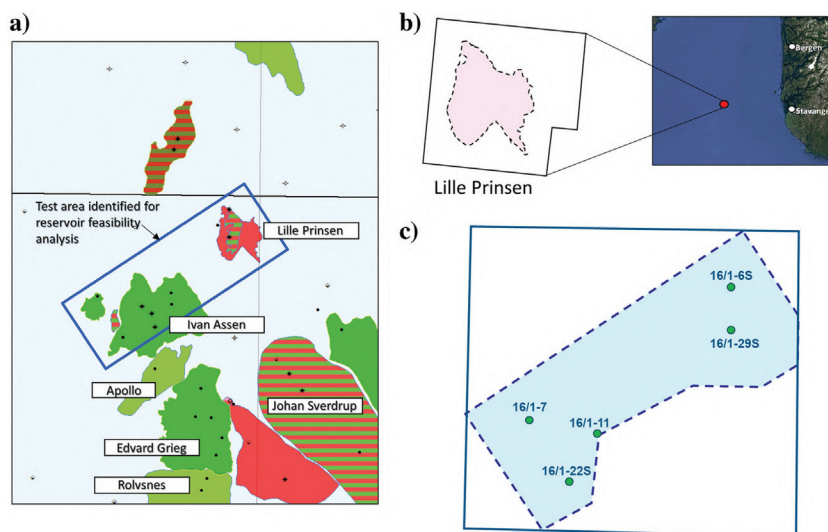 a)
Test area identified for
reservoir feasibility
analysis
Lille Prinsen
Ivan Assen
Apollo
Johan Sverdrup
Edvard Grieg
Rolvsnes
b)
Bergen
Stavange
Lille Prinsen
c)
16/1-6S
16/1-29S
16/1-7
16/1-11
16/1-22S